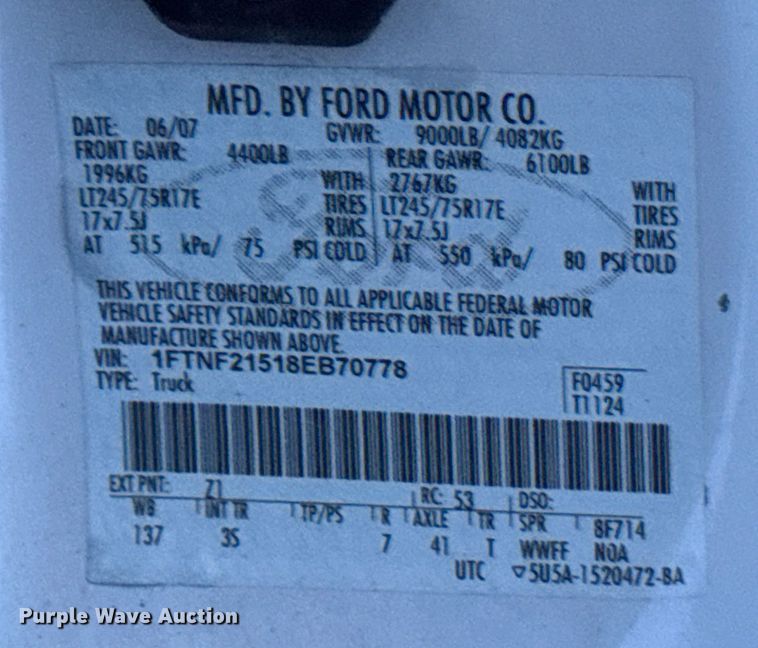 MFD. BY FORD MOTOR CO.
DATE: 06/07 GVWR: 9000LB/ 4082KG
FRONT GAWR: 4400LB REAR GAWR: 6100LB
1996KG WITH 2767KG WITH
LT245/75R17E TIRES LT245/75R17E TIRES
17x7.5J RIMS 17x7.5J RIMS
AT 515 kPa/ 75 PSI COLD AT 550 kPa/ 80 PSI COLD
THIS VEHICLE CONFORMS TO ALL APPLICABLE FEDERAL MOTOR
VEHICLE SAFETY STANDARDS IN EFFECT ON THE DATE OF
MANUFACTURE SHOWN ABOVE.
VIN: 1FTNF21518EB70778
TYPE: Truck F0459
T1124
EXT PNT: Z1 RC: 53 DSO:
WB INT TR TP/PS R AXLE TR SPR 8F714
137 3S 7 41 T WWFF NOA
UTC ▽5U5A-1520472-BA
Ford
Purple Wave Auction